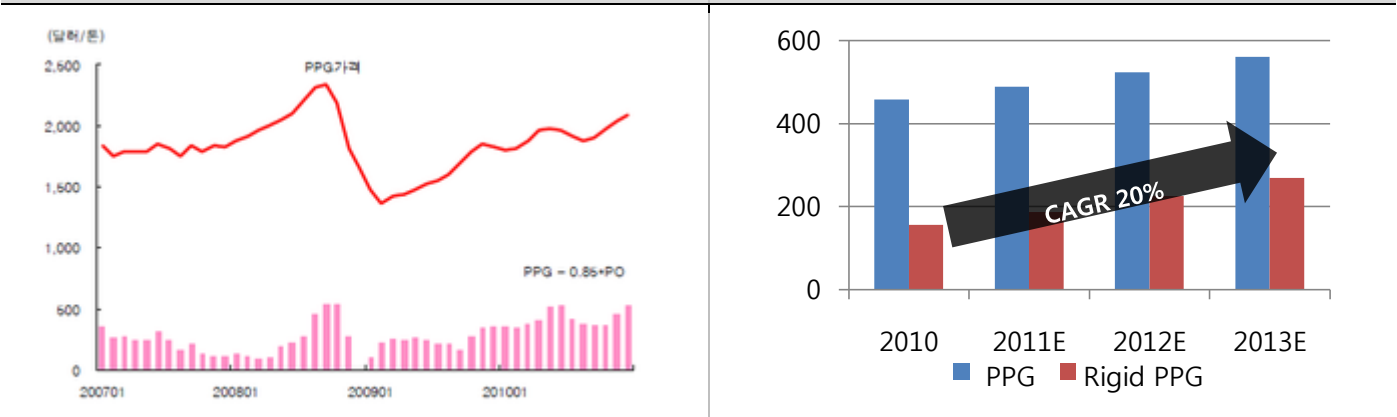 (달러/톤)
2,500
2,000
1,500
1,000
500
0
PPG가격
PPG - 0.85*PO
200701
200801
200901
201001
600
400
200
0
CAGR 20%
2010
2011E
2012E
2013E
PPG
Rigid PPG